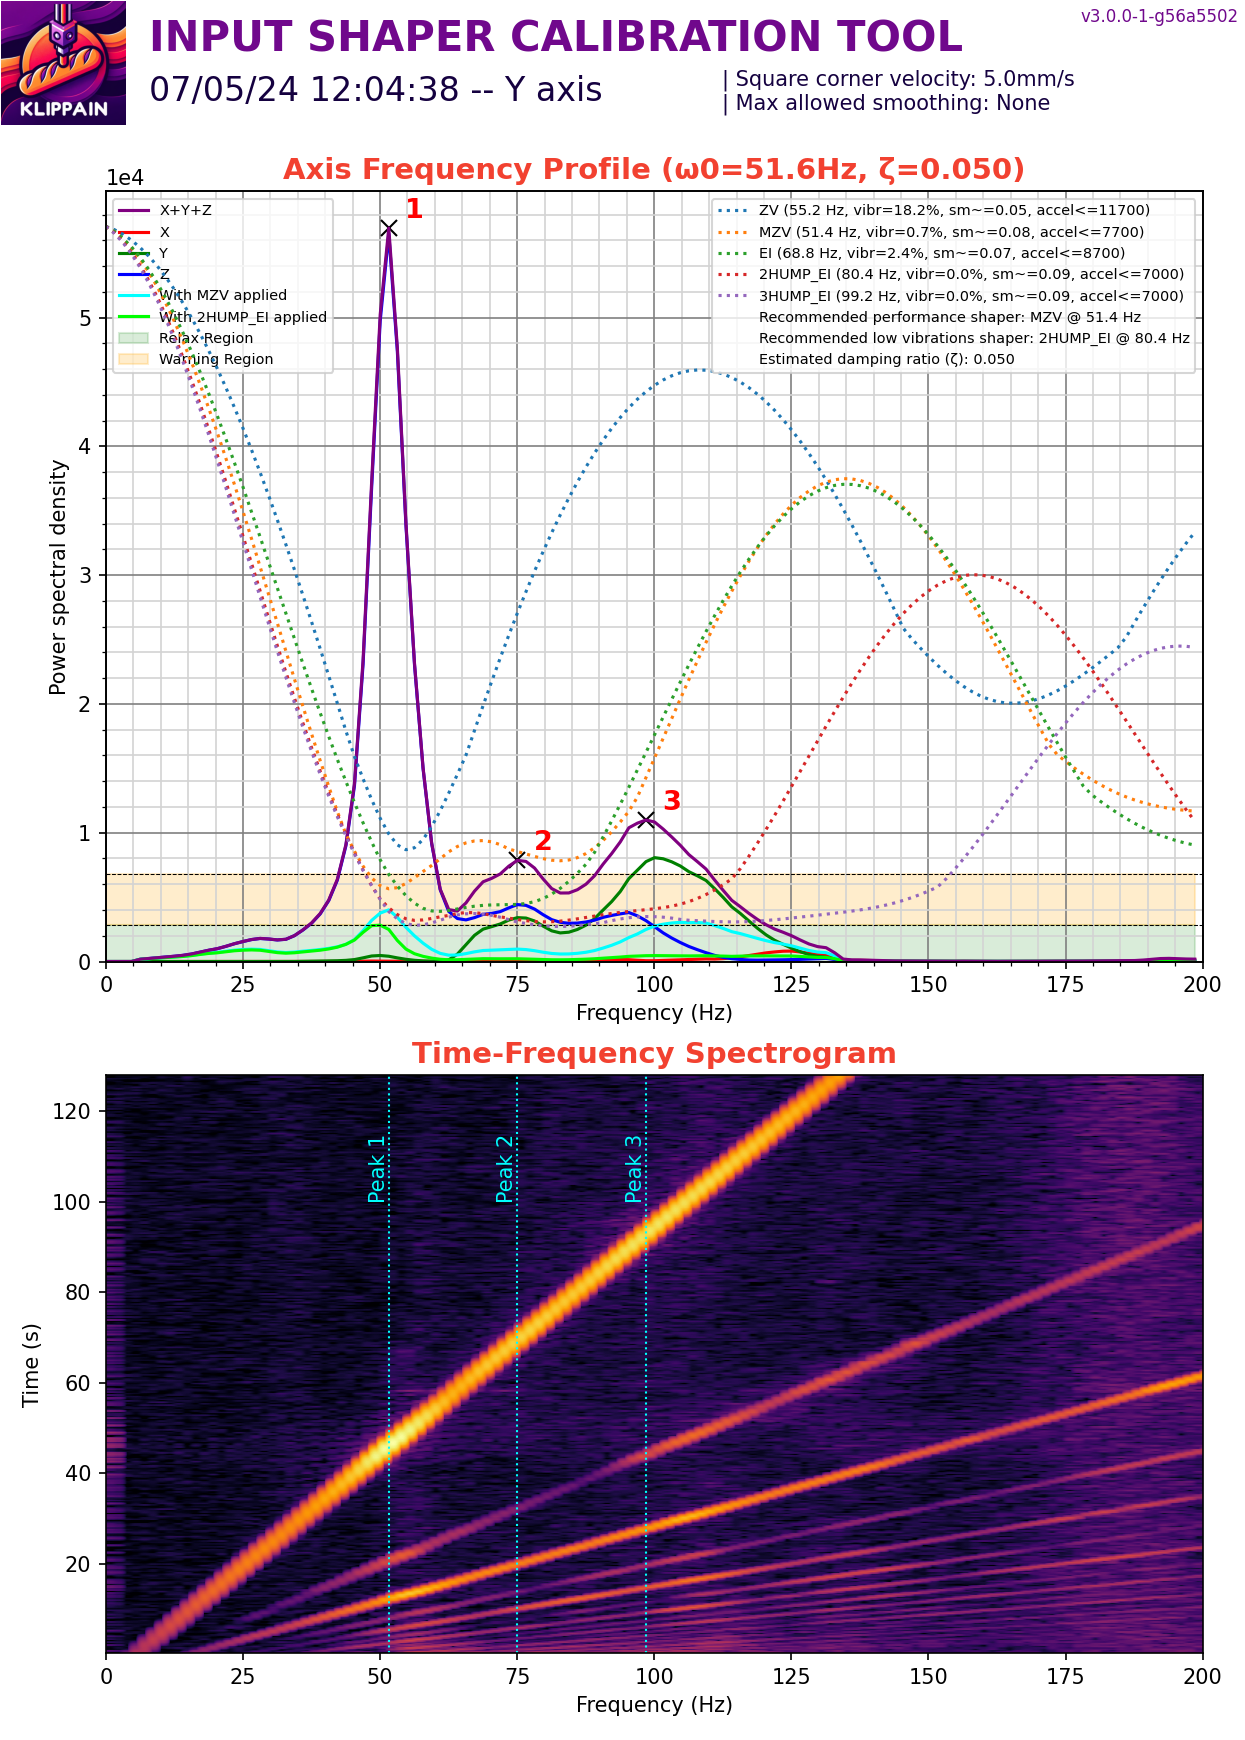 v3.0.0-1-g56a5502
INPUT SHAPER CALIBRATION TOOL
07/05/24 12:04:38 -- Y axis
| Square corner velocity: 5.0mm/s
| Max allowed smoothing: None
KLIPPAIN
Axis Frequency Profile (ω0=51.6Hz, ζ=0.050)
1e4
X+Y+Z
X
Y
Z
With MZV applied
With 2HUMP_EI applied
Relax Region
Warning Region
ZV (55.2 Hz, vibr=18.2%, sm~=0.05, accel<=11700)
MZV (51.4 Hz, vibr=0.7%, sm~=0.08, accel<=7700)
EI (68.8 Hz, vibr=2.4%, sm~=0.07, accel<=8700)
2HUMP_EI (80.4 Hz, vibr=0.0%, sm~=0.09, accel<=7000)
3HUMP_EI (99.2 Hz, vibr=0.0%, sm~=0.09, accel<=7000)
Recommended performance shaper: MZV @ 51.4 Hz
Recommended low vibrations shaper: 2HUMP_EI @ 80.4 Hz
Estimated damping ratio (ζ): 0.050
1
2
3
Power spectral density
5
4
3
2
1
0
0 25 50 75 100 125 150 175 200
Frequency (Hz)
Time-Frequency Spectrogram
Peak 1
Peak 2
Peak 3
Time (s)
120
100
80
60
40
20
0 25 50 75 100 125 150 175 200
Frequency (Hz)